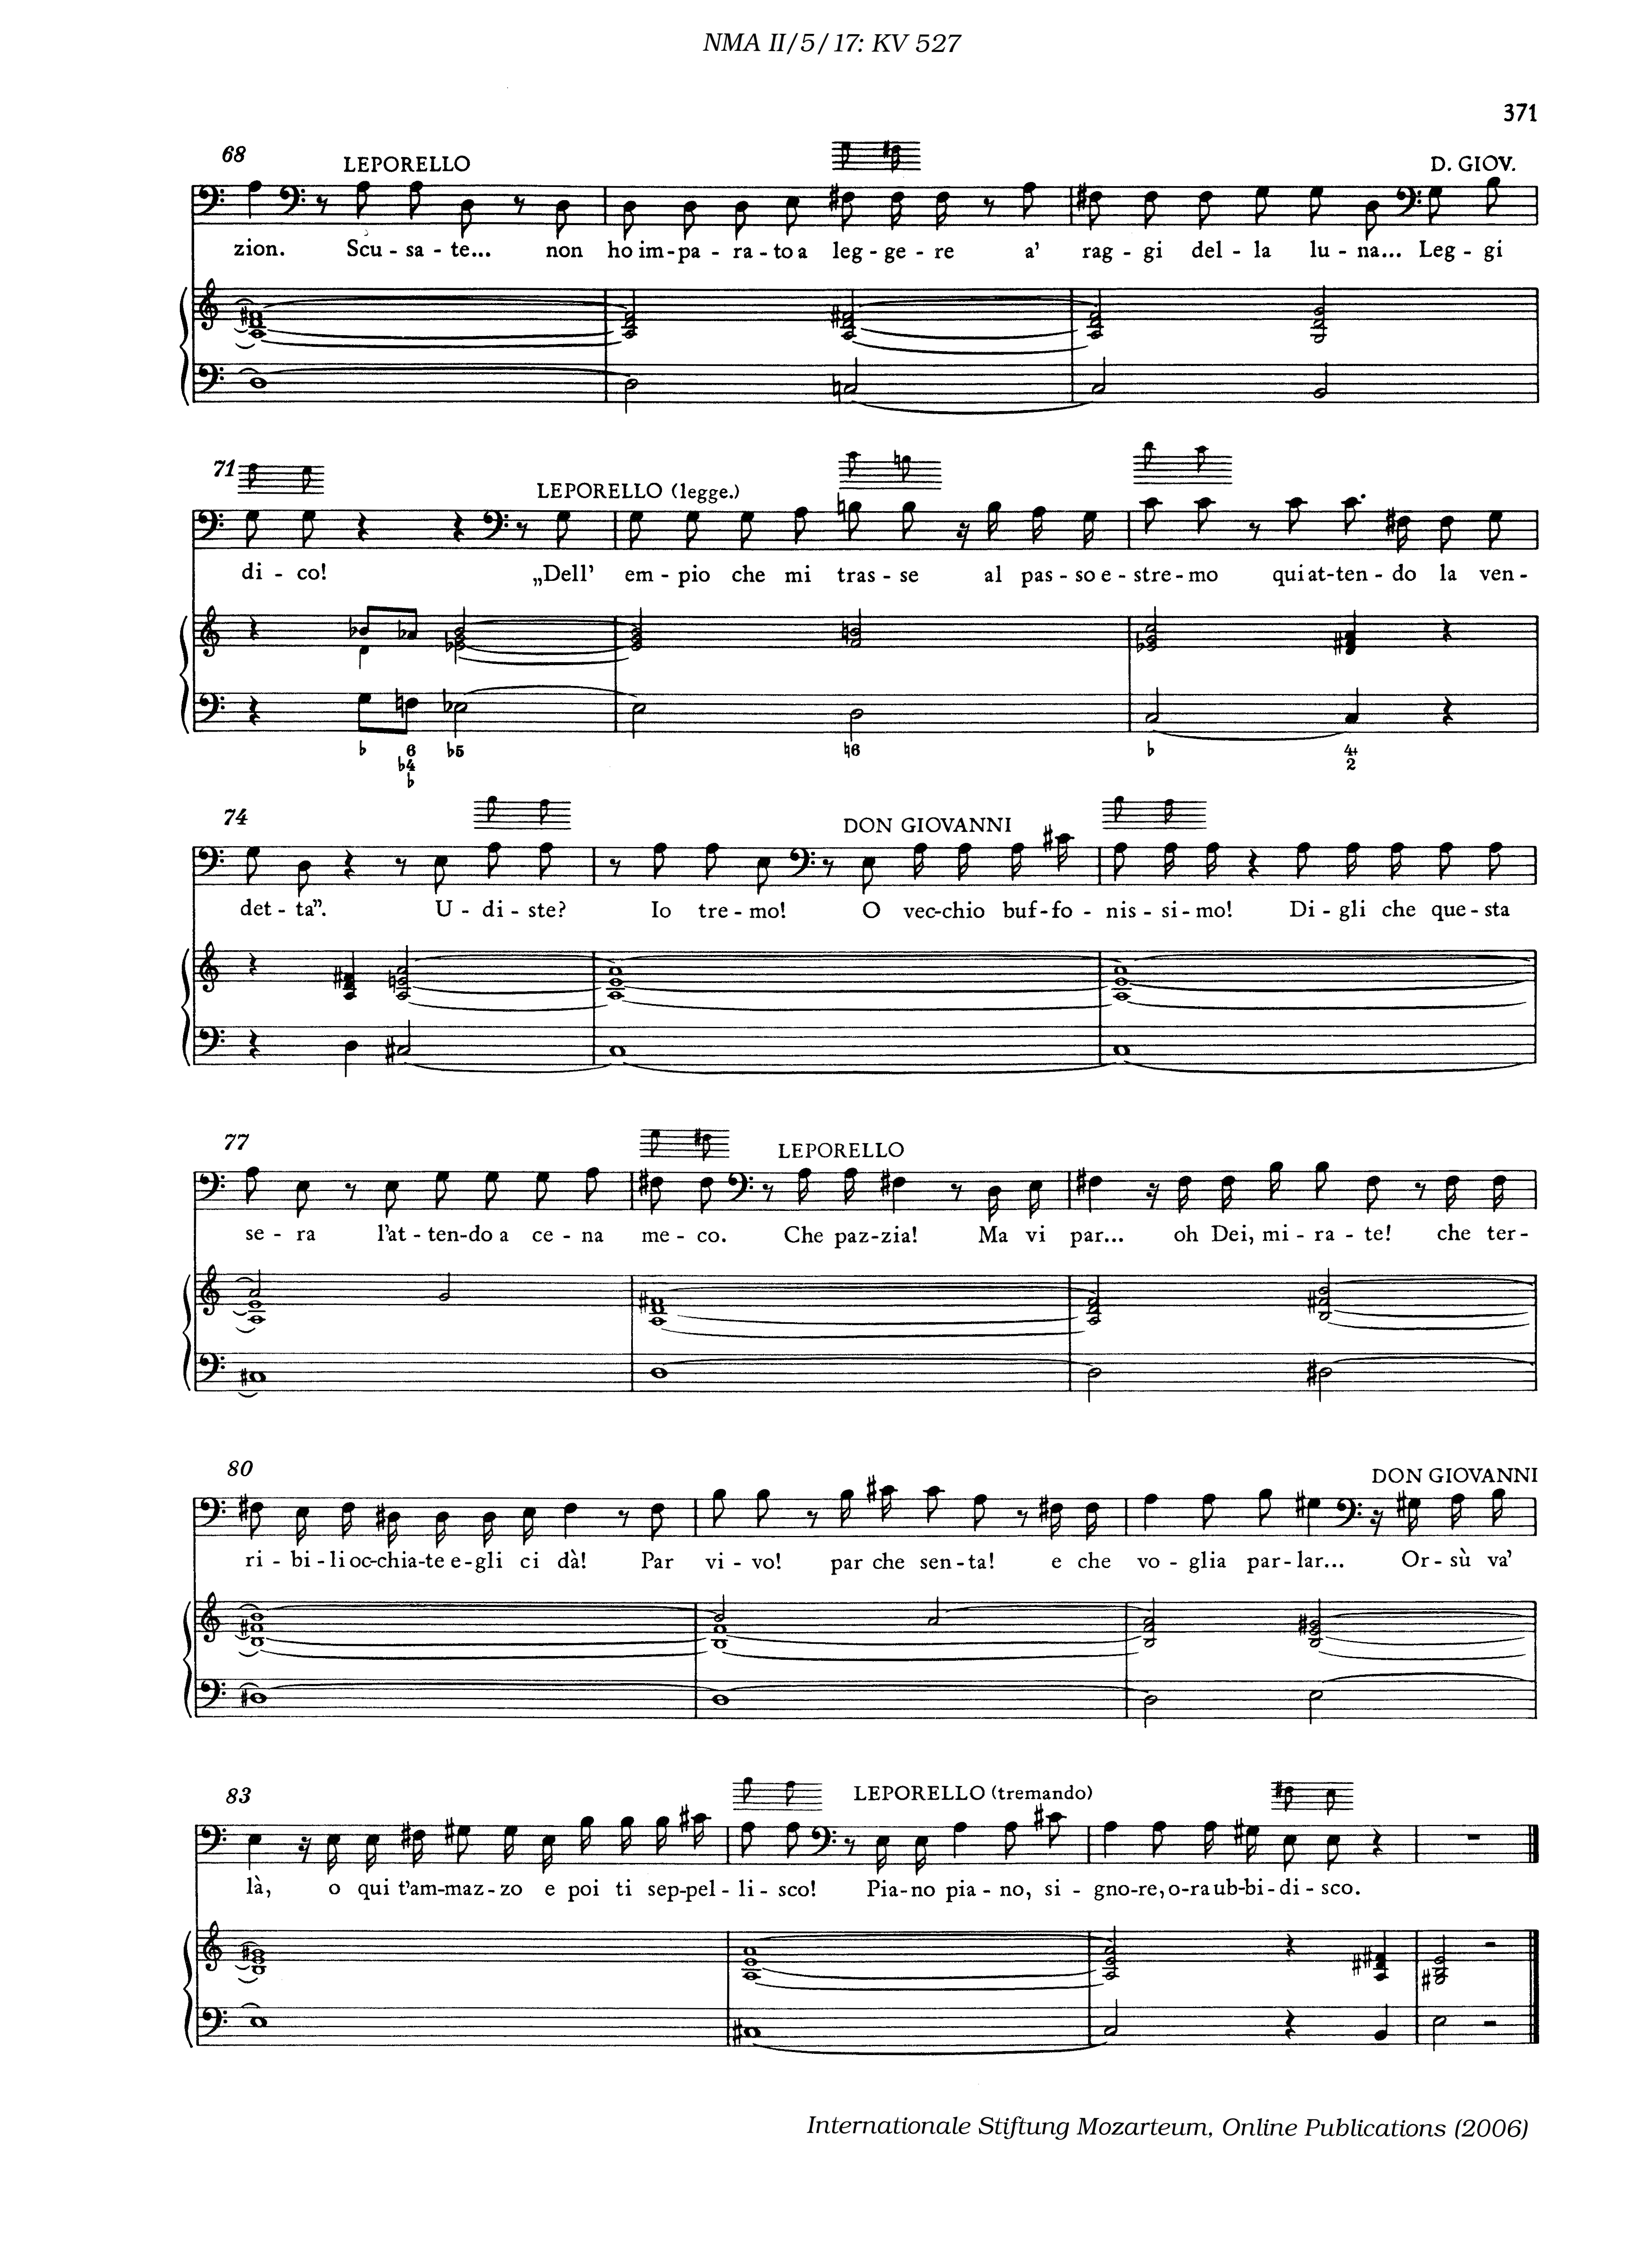 NMA II/5/17: KV 527
371
68 LEPORELLO D. GIOV.
zion. Scu - sa - te... non ho im - pa - ra - to a leg - ge - re a' rag - gi del - la lu - na... Leg - gi
71 LEPORELLO (legge.)
di - co! „Dell' em - pio che mi tras - se al pas - so e - stre - mo qui at - ten - do la ven -
♭ 6 ♭5 ♮6 ♭ 4+
♭4 2
♭
74 DON GIOVANNI
det - ta”. U - di - ste? Io tre - mo! O vec - chio buf - fo - nis - si - mo! Di - gli che que - sta
77 LEPORELLO
se - ra l'at - ten - do a ce - na me - co. Che paz - zia! Ma vi par... oh Dei, mi - ra - te! che ter -
80 DON GIOVANNI
ri - bi - li oc - chia - te e - gli ci dà! Par vi - vo! par che sen - ta! e che vo - glia par - lar... Or - sù va'
83 LEPORELLO (tremando)
là, o qui t'am - maz - zo e poi ti sep - pel - li - sco! Pia - no pia - no, si - gno - re, o - ra ub - bi - di - sco.
Internationale Stiftung Mozarteum, Online Publications (2006)